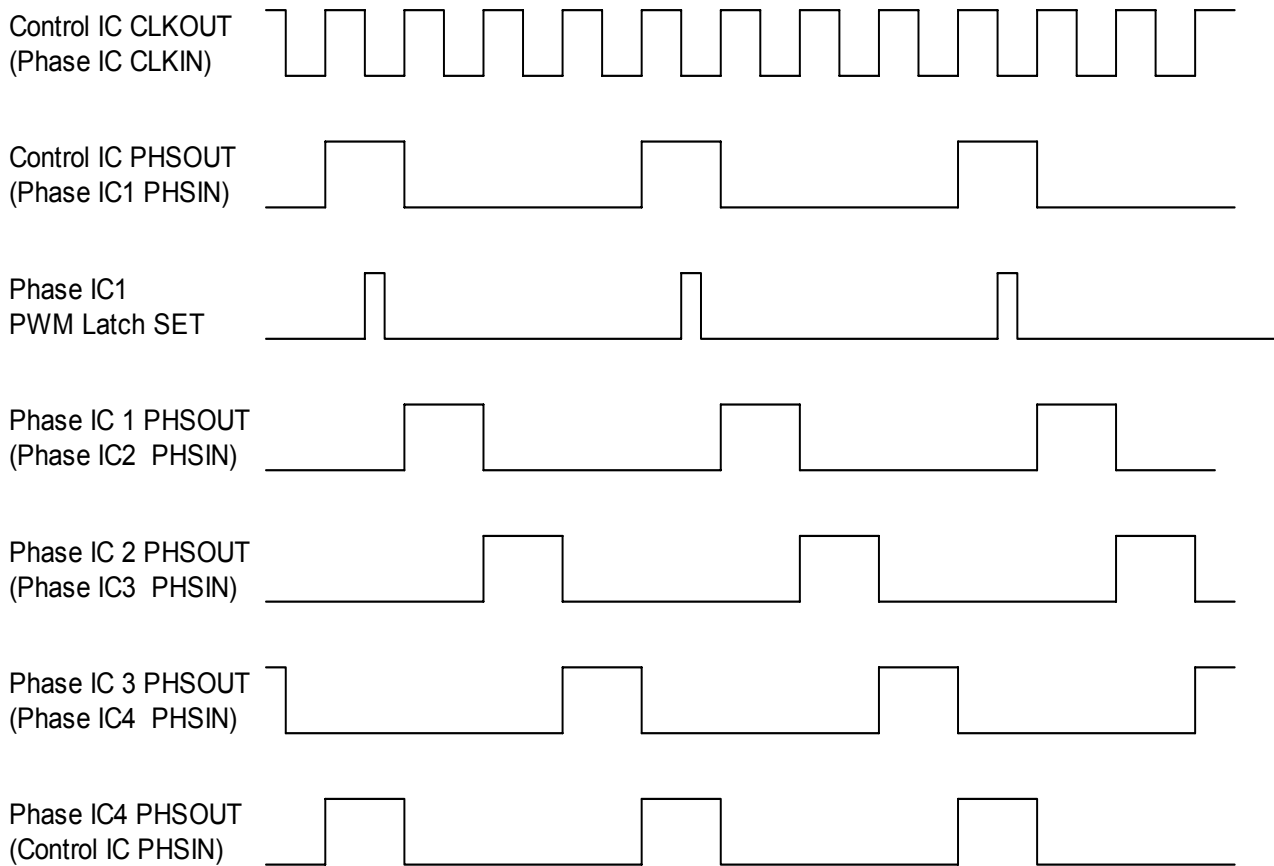 Control IC CLKOUT
(Phase IC CLKIN)
Control IC PHSOUT
(Phase IC1 PHSIN)
Phase IC1
PWM Latch SET
Phase IC 1 PHSOUT
(Phase IC2 PHSIN)
Phase IC 2 PHSOUT
(Phase IC3 PHSIN)
Phase IC 3 PHSOUT
(Phase IC4 PHSIN)
Phase IC4 PHSOUT
(Control IC PHSIN)